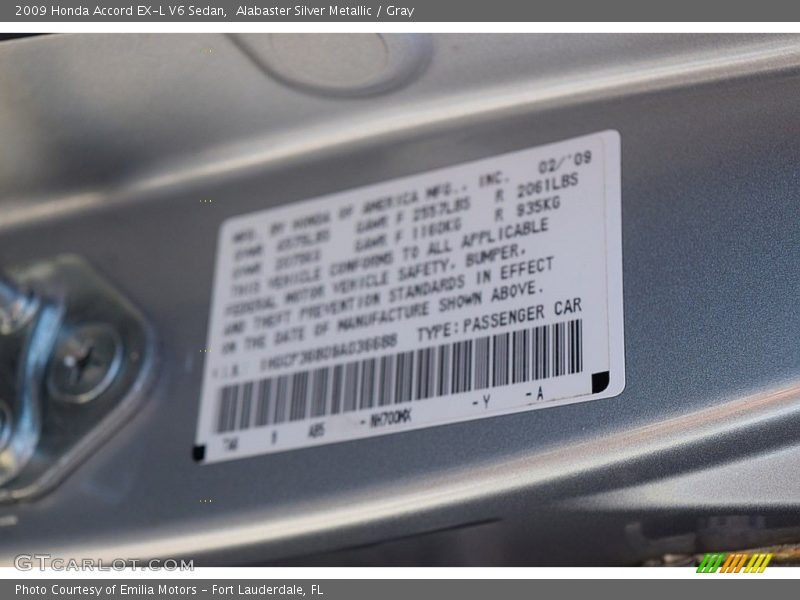 2009 Honda Accord EX-L V6 Sedan,  Alabaster Silver Metallic / Gray
02/'09
MFD. BY HONDA OF AMERICA MFG., INC.
GVWR GAWR F 2557LBS R 2061LBS
GVWR GAWR F 1160KG R 935KG
THIS VEHICLE CONFORMS TO ALL APPLICABLE
FEDERAL MOTOR VEHICLE SAFETY, BUMPER,
AND THEFT PREVENTION STANDARDS IN EFFECT
ON THE DATE OF MANUFACTURE SHOWN ABOVE.
TYPE:PASSENGER CAR
NH700MX -Y -A
GTCarLot.com
Photo Courtesy of Emilia Motors - Fort Lauderdale, FL